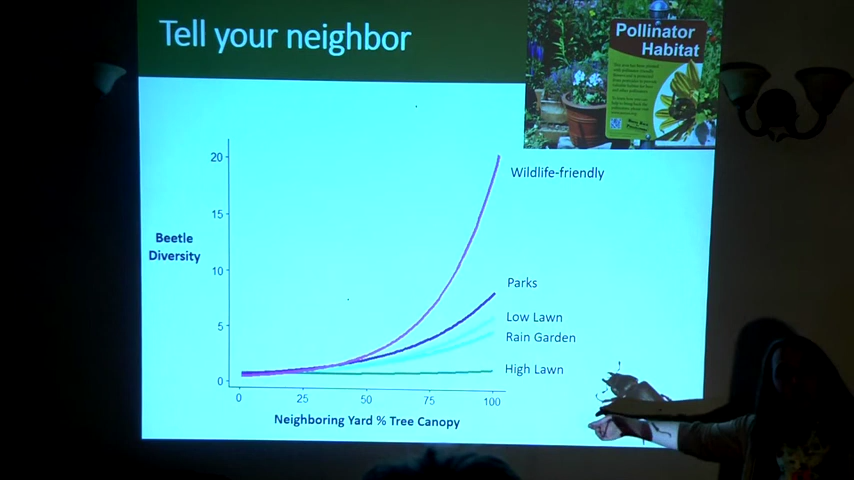 Tell your neighbor
Pollinator
Habitat
20
Wildlife-friendly
15
Beetle
Diversity
10
Parks
Low Lawn
5
Rain Garden
High Lawn
0
0 25 50 75 100
Neighboring Yard % Tree Canopy